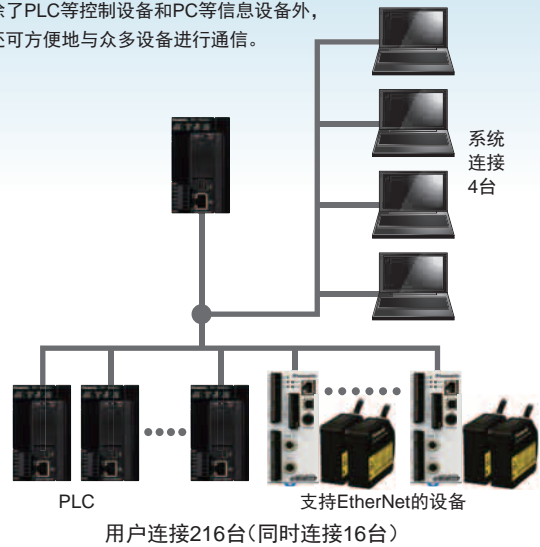 除了PLC等控制设备和PC等信息设备外，
还可方便地与众多设备进行通信。
系统
连接
4台
PLC
支持EtherNet的设备
用户连接216台（同时连接16台）